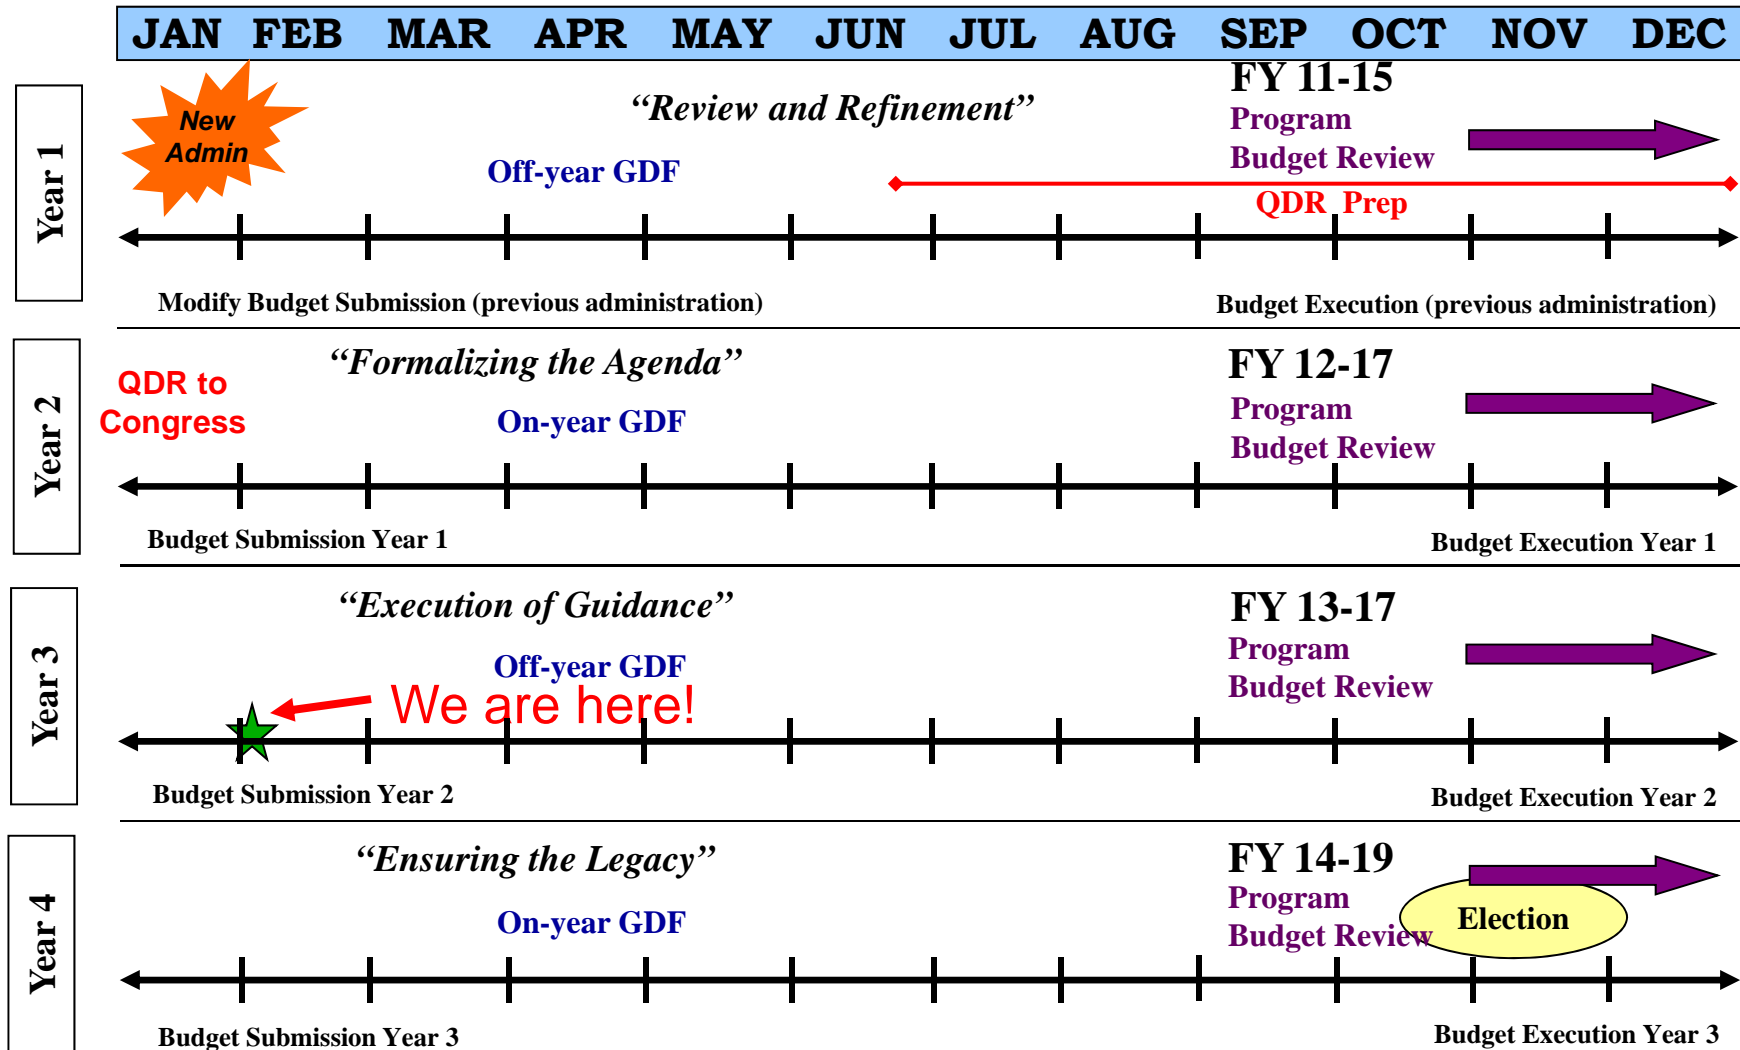 JAN FEB MAR APR MAY JUN JUL AUG SEP OCT NOV DEC
Year 1
New
Admin
“Review and Refinement”
Off-year GDF
FY 11-15
Program
Budget Review
QDR Prep
Modify Budget Submission (previous administration)
Budget Execution (previous administration)
Year 2
QDR to
Congress
“Formalizing the Agenda”
On-year GDF
FY 12-17
Program
Budget Review
Budget Submission Year 1
Budget Execution Year 1
Year 3
“Execution of Guidance”
Off-year GDF
We are here!
FY 13-17
Program
Budget Review
Budget Submission Year 2
Budget Execution Year 2
Year 4
“Ensuring the Legacy”
On-year GDF
FY 14-19
Program
Budget Review
Election
Budget Submission Year 3
Budget Execution Year 3